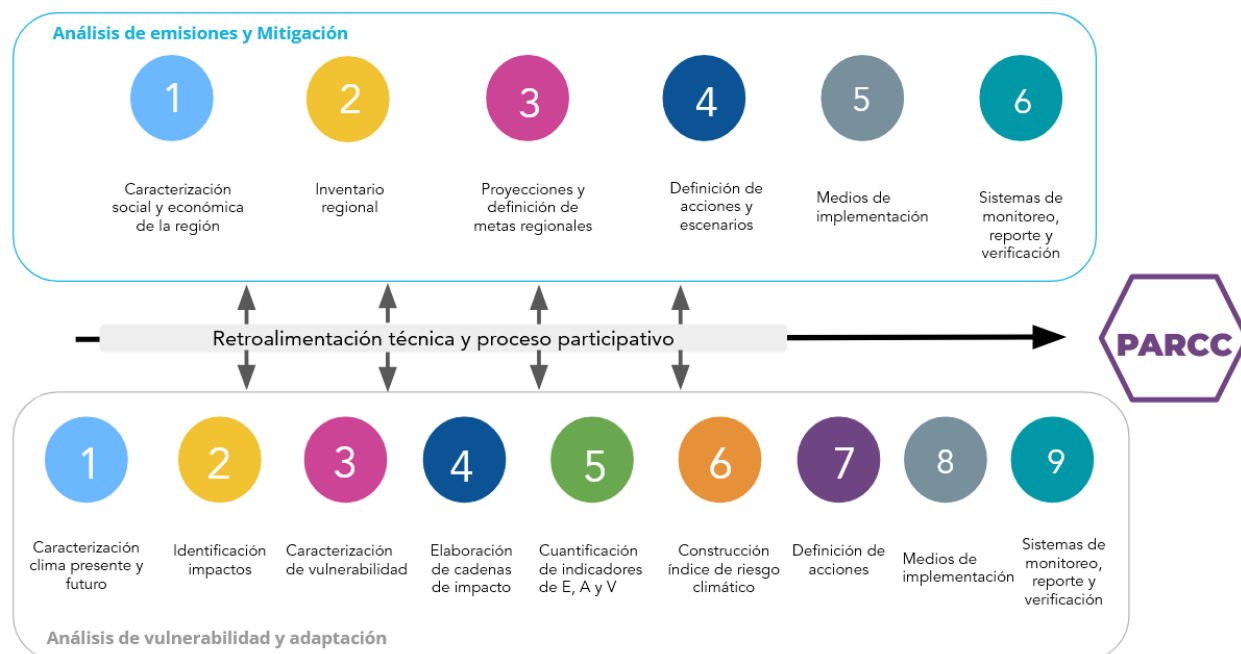 Análisis de emisiones y Mitigación
1
2
3
4
5
6
Caracterización
social y económica
de la región
Inventario
regional
Proyecciones y
definición de
metas regionales
Definición de
acciones y
escenarios
Medios de
implementación
Sistemas de
monitoreo,
reporte y
verificación
Retroalimentación técnica y proceso participativo
PARCC
1
2
3
4
5
6
7
8
9
Caracterización
clima presente y
futuro
Identificación
impactos
Caracterización
de vulnerabilidad
Elaboración
de cadenas
de impacto
Cuantificación
de indicadores
de E, A y V
Construcción
índice de riesgo
climático
Definición de
acciones
Medios de
implementación
Sistemas de
monitoreo,
reporte y
verificación
Análisis de vulnerabilidad y adaptación